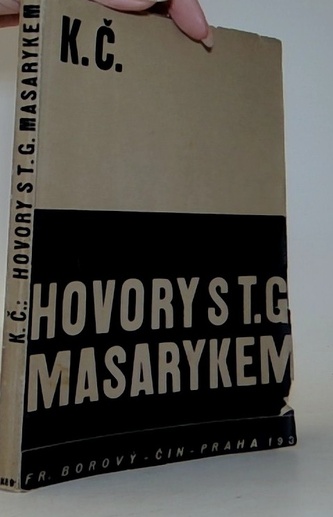 K.Č.
HOVORY S T.G.
MASARYKEM
FR. BOROVÝ - ČIN - PRAHA 193
K. Č.: HOVORY S T. G. MASARYKEM